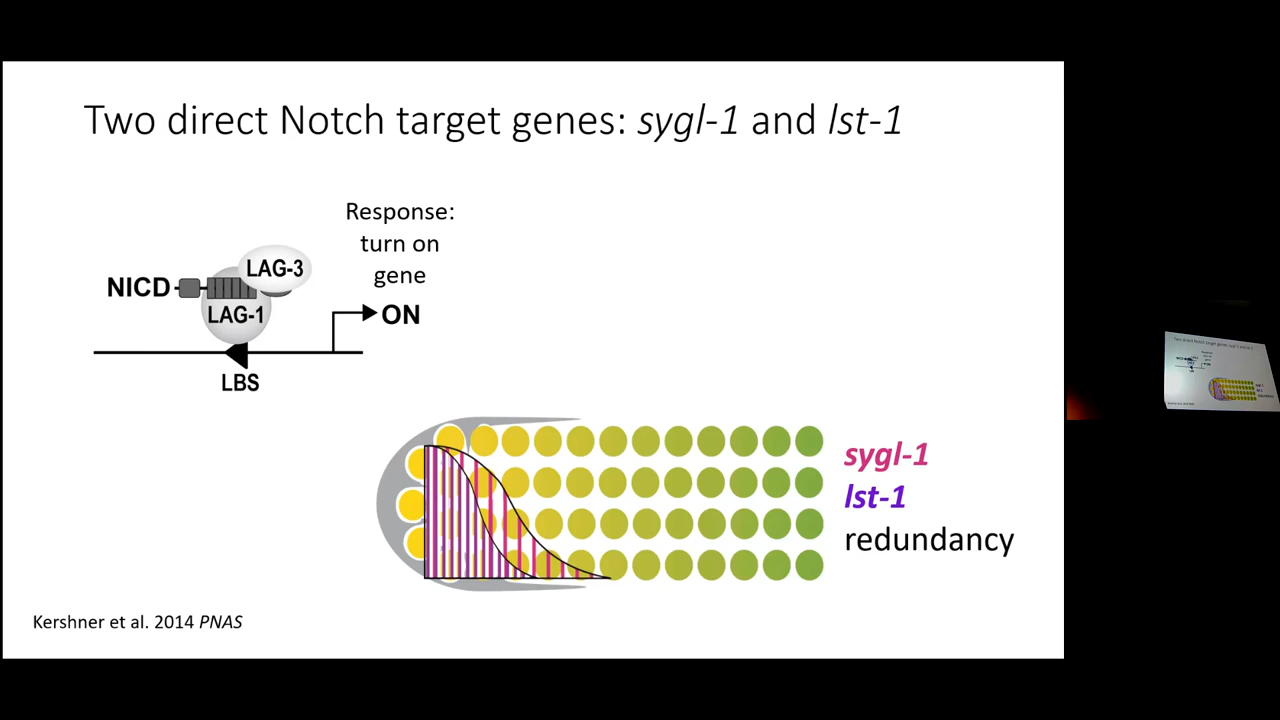 Two direct Notch target genes: sygl-1 and lst-1
Response:
turn on
gene
NICD
LAG-3
LAG-1
ON
LBS
sygl-1
lst-1
redundancy
Kershner et al. 2014 PNAS